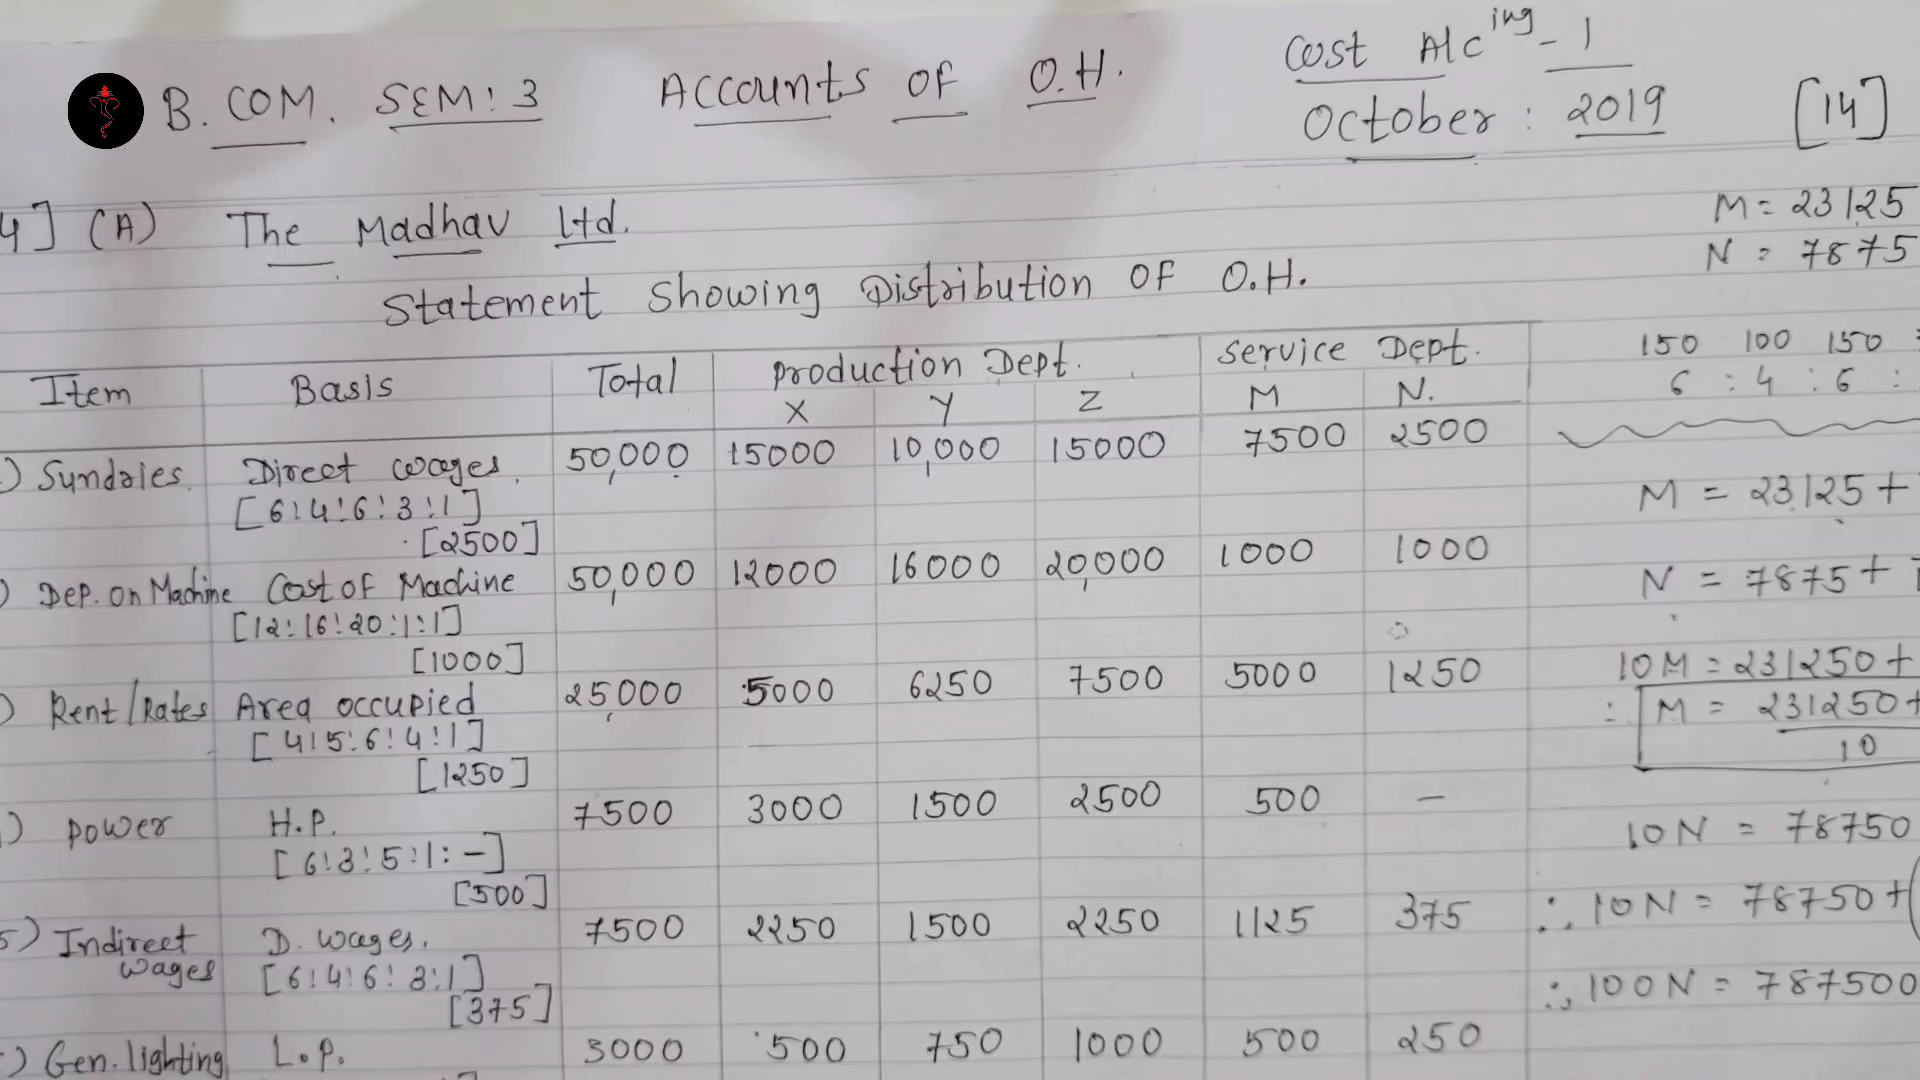 B. COM. SEM: 3 Accounts of O.H. Cost A/c ing - 1
October : 2019 [14]
4] (A) The Madhav Ltd.
M = 23125
N = 7875
Statement Showing Distribution OF O.H.
Item Basis Total Production Dept. Service Dept.
X Y Z M N.
150 100 150
6 : 4 : 6 :
) Sundries Direct wages. 50,000 15000 10,000 15000 7500 2500
[6:4:6:3:1]
[2500]
M = 23125 +
) Dep. on Machine Cost of Machine 50,000 12000 16000 20,000 1000 1000
N = 7875 +
[12:16:20:1:1]
[1000]
) Rent/Rates Area occupied 25,000 5000 6250 7500 5000 1250
10M = 231250 +
[4:5:6:4:1]
[1250]
: M = 231250 +
10
) Power H.P. 7500 3000 1500 2500 500 —
10N = 78750
[6:3:5:1:—]
[500]
5) Indirect wages D. wages. 7500 2250 1500 2250 1125 375
∴ 10N = 78750 + (
[6:4:6:3:1]
[375]
∴ 100N = 787500
) Gen. lighting L.P. 3000 500 750 1000 500 250